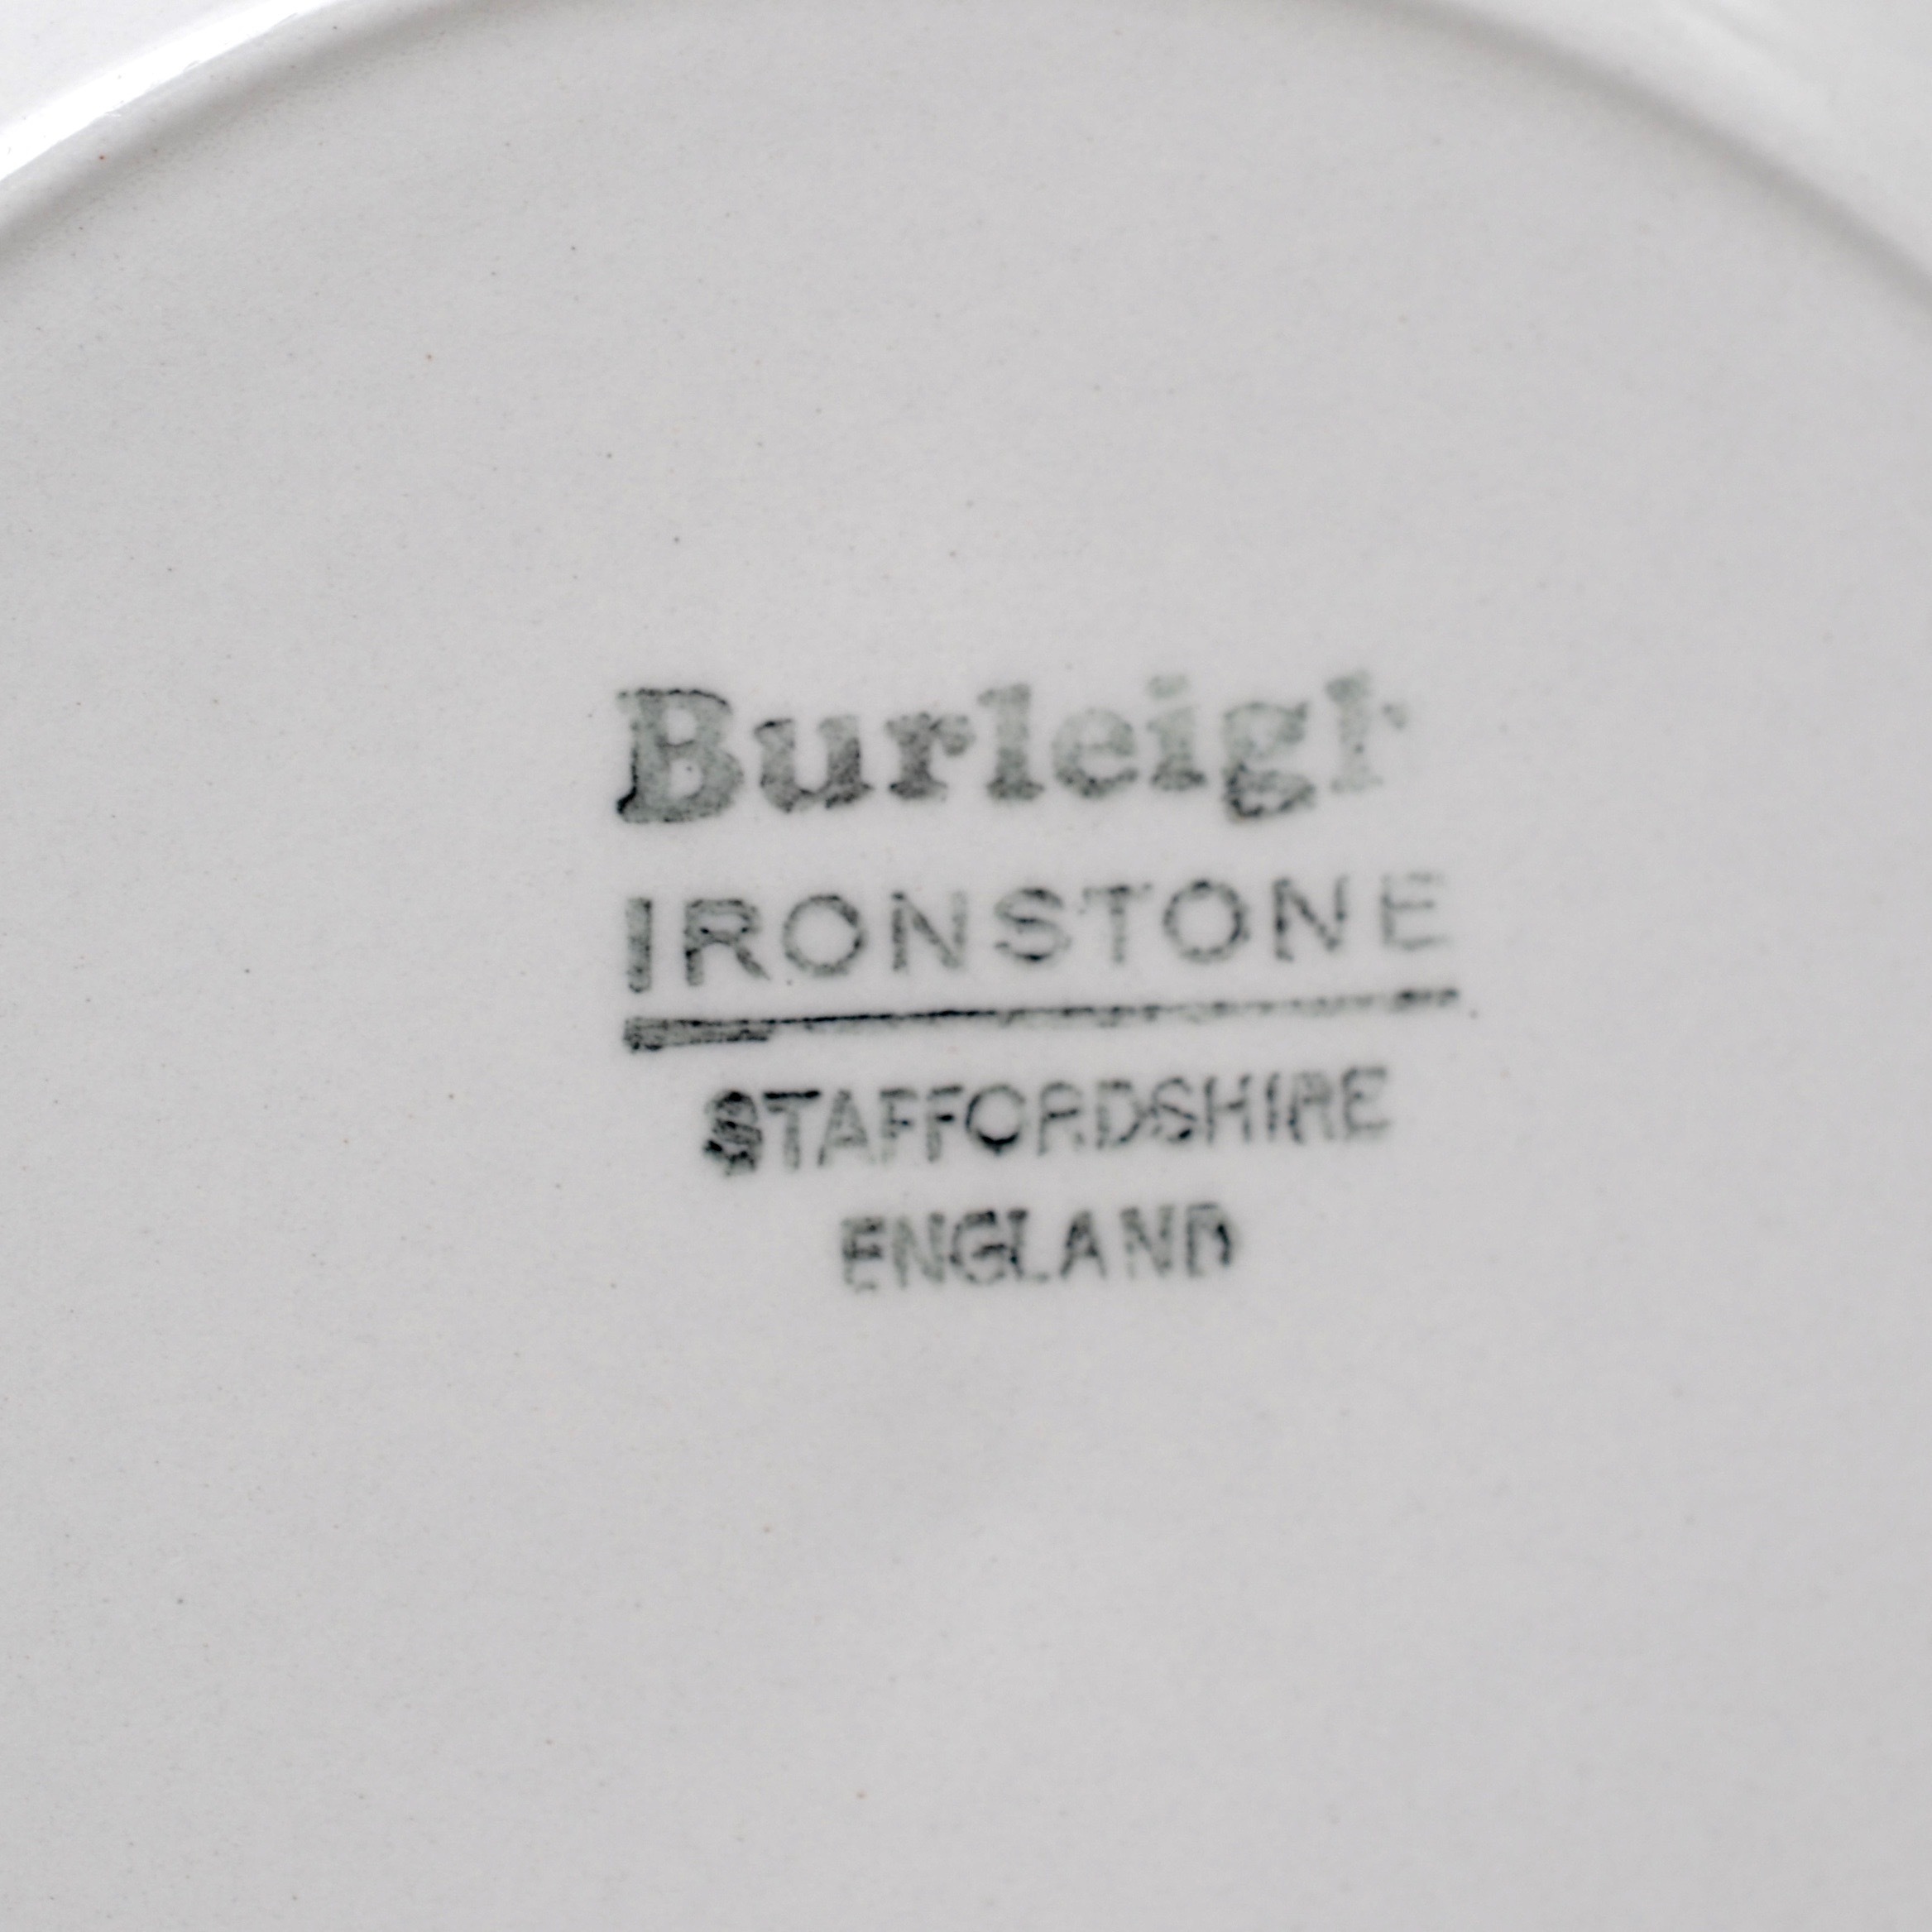 Burleigh
IRONSTONE
STAFFORDSHIRE
ENGLAND